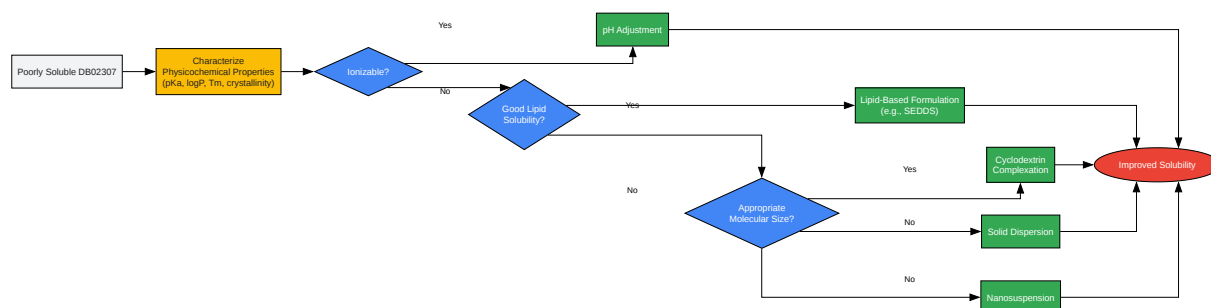 Yes
pH Adjustment
Poorly Soluble DB02307
Characterize
Physicochemical Properties
(pKa, logP, Tm, crystallinity)
Ionizable?
No
Good Lipid
Solubility?
Yes
Lipid-Based Formulation
(e.g., SEDDS)
Yes
Cyclodextrin
Complexation
Improved Solubility
No
Appropriate
Molecular Size?
No
Solid Dispersion
No
Nanosuspension